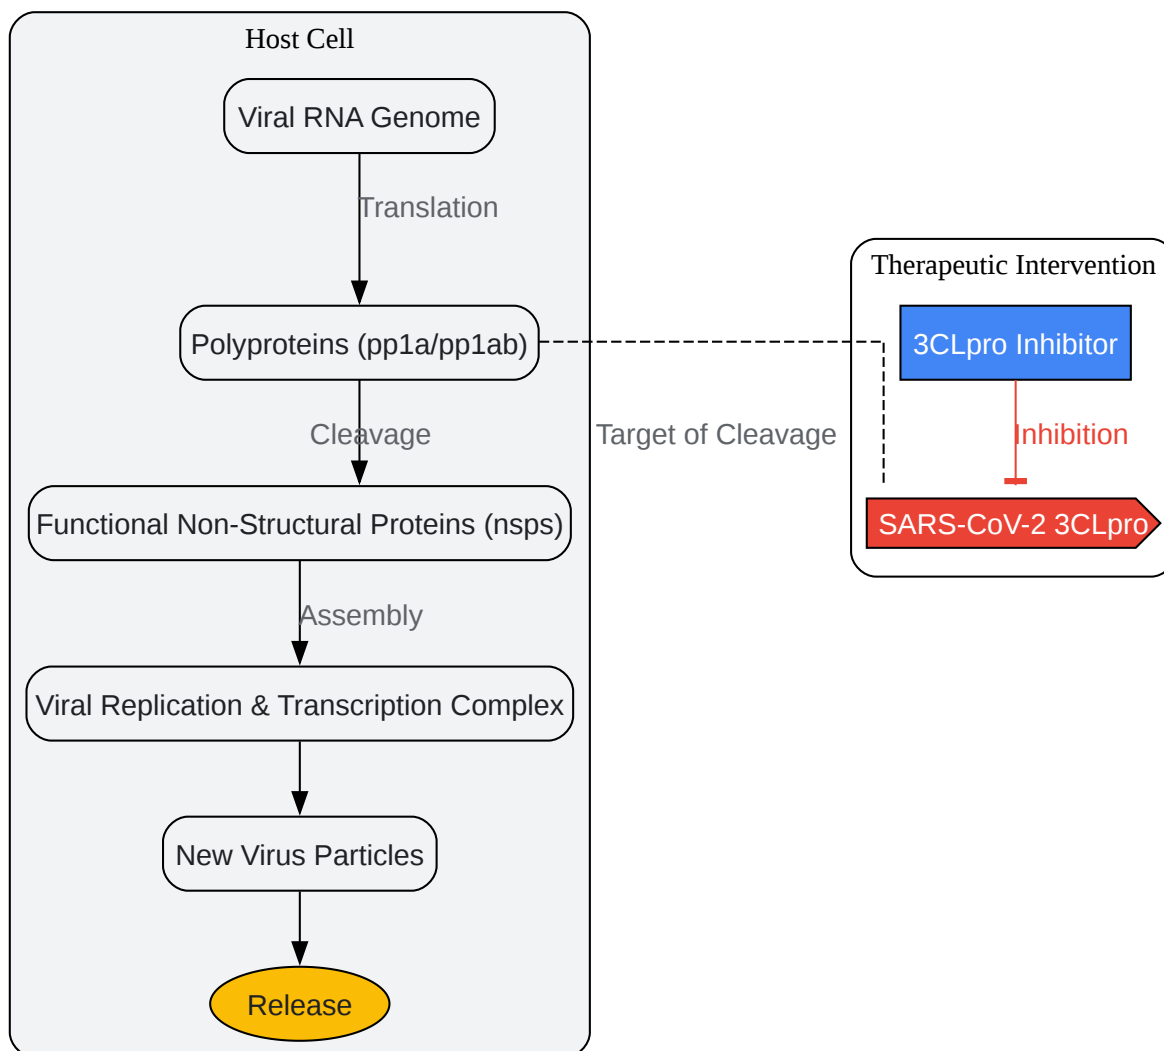 Host Cell
Viral RNA Genome
Translation
Therapeutic Intervention
Polyproteins (pp1a/pp1ab)
3CLpro Inhibitor
Cleavage
Target of Cleavage
Inhibition
Functional Non-Structural Proteins (nsps)
SARS-CoV-2 3CLpro
Assembly
Viral Replication & Transcription Complex
New Virus Particles
Release